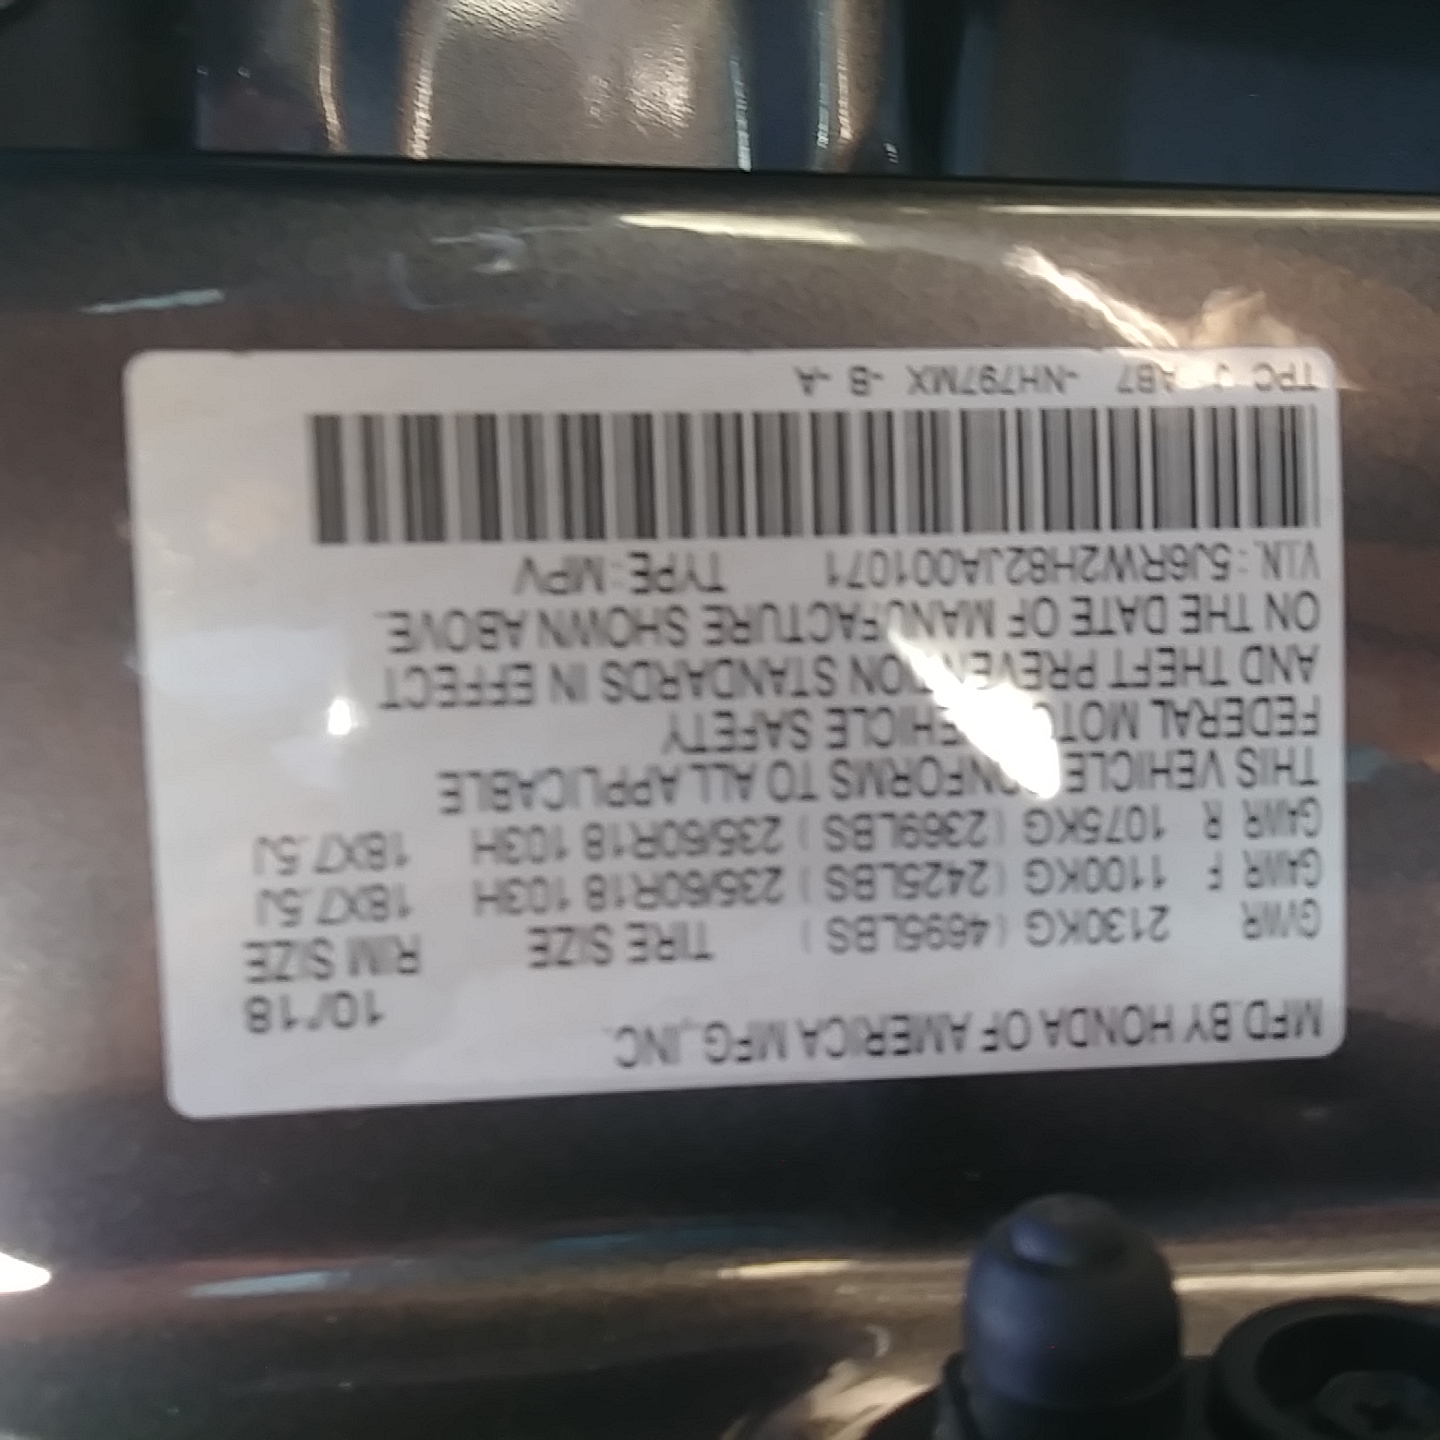 MFD.BY HONDA OF AMERICA MFG.,INC. 10/18
GVWR 2130KG (4695LBS) TIRE SIZE RIM SIZE
GAWR F 1100KG (2425LBS) 235/60R18 103H 18X7.5J
GAWR R 1075KG (2369LBS) 235/60R18 103H 18X7.5J
THIS VEHICLE CONFORMS TO ALL APPLICABLE
FEDERAL MOTOR VEHICLE SAFETY
AND THEFT PREVENTION STANDARDS IN EFFECT
ON THE DATE OF MANUFACTURE SHOWN ABOVE.
V.I.N.:5J6RW2H82JA001071 TYPE:MPV
TPC AB7 -NH797MX -B -A